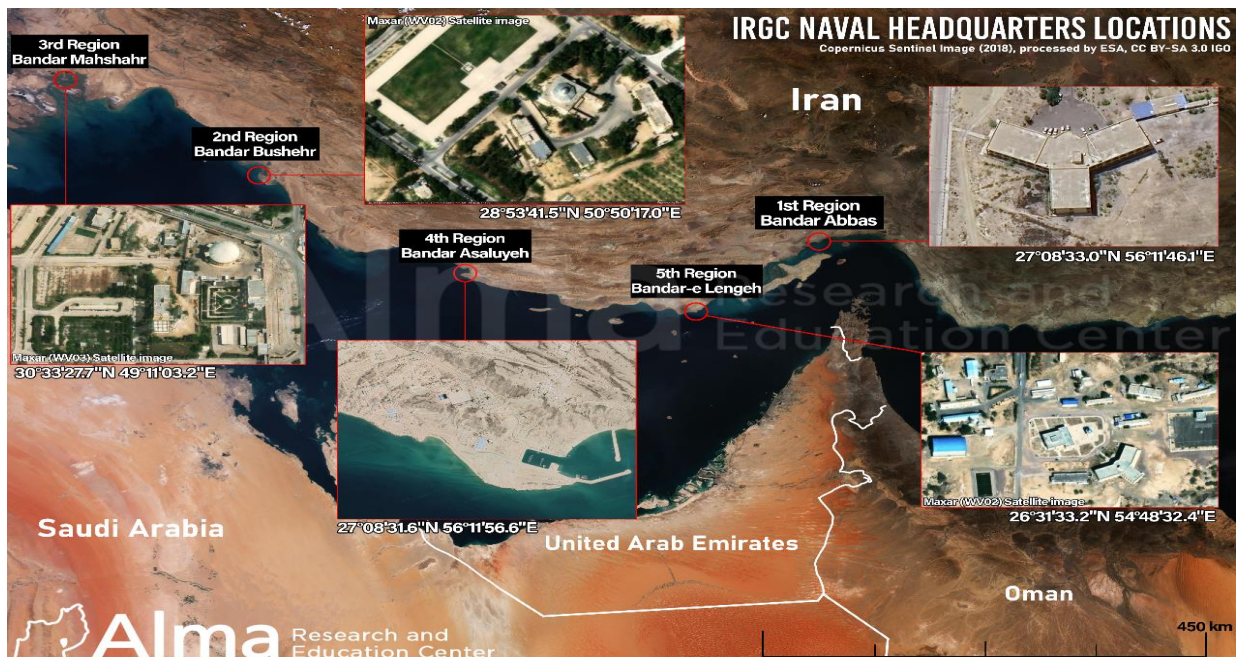 IRGC NAVAL HEADQUARTERS LOCATIONS
Copernicus Sentinel Image (2018), processed by ESA, CC BY-SA 3.0 IGO
3rd Region
Bandar Mahshahr
Maxar (WV02) Satellite image
28°53'41.5"N 50°50'17.0"E
2nd Region
Bandar Bushehr
Iran
1st Region
Bandar Abbas
27°08'33.0"N 56°11'46.1"E
Maxar (WV03) Satellite image
30°33'27.7"N 49°11'03.2"E
4th Region
Bandar Asaluyeh
5th Region
Bandar-e Lengeh
Alma Research and
Education Center
27°08'31.6"N 56°11'56.6"E
Maxar (WV02) Satellite image
26°31'33.2"N 54°48'32.4"E
Saudi Arabia
United Arab Emirates
Oman
Alma Research and
Education Center
450 km